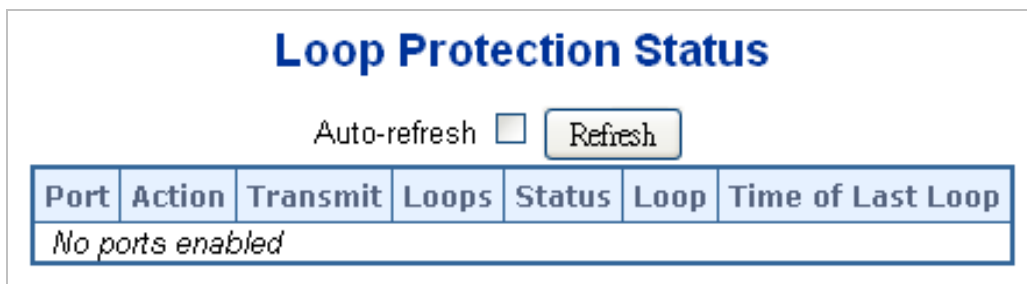 Loop Protection Status
Auto-refresh Refresh
Port Action Transmit Loops Status Loop Time of Last Loop
No ports enabled